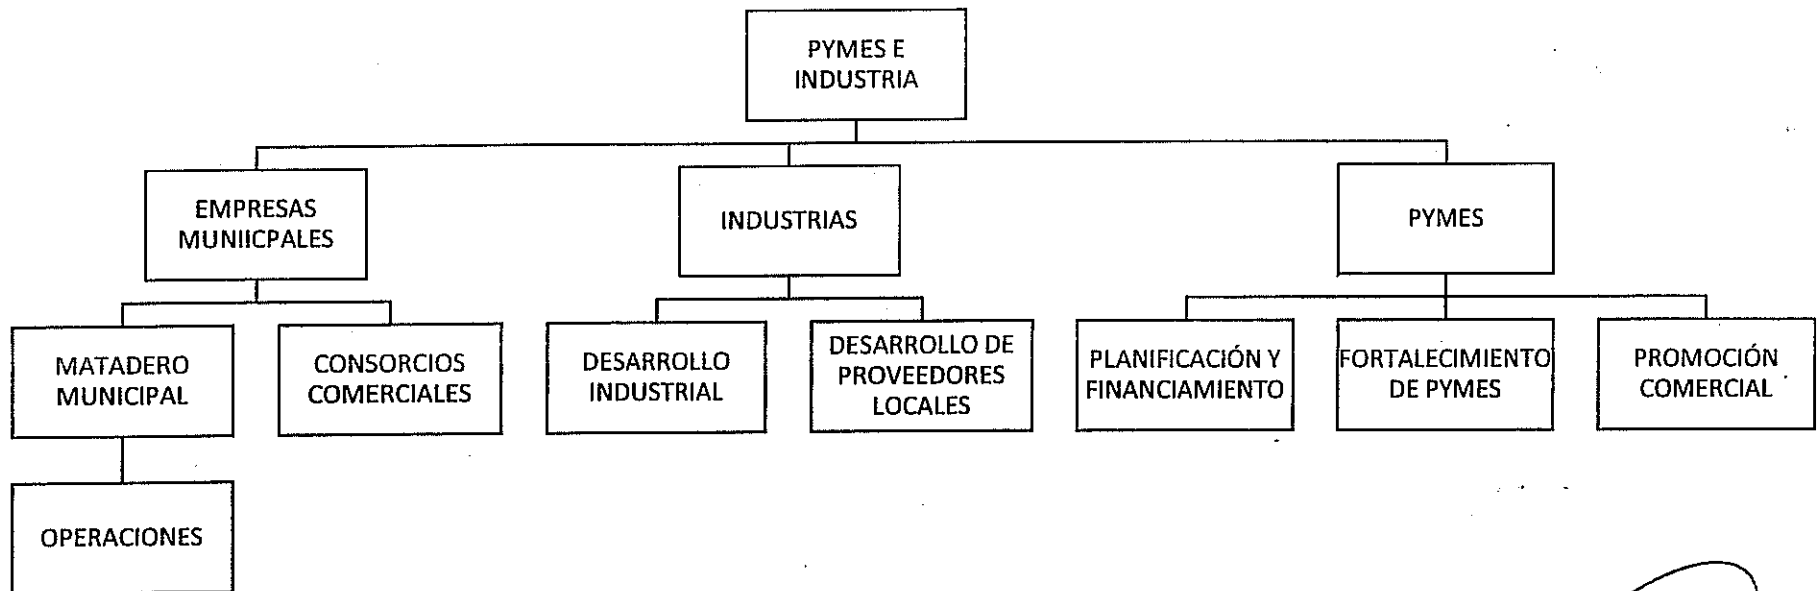 PYMES E
INDUSTRIA
EMPRESAS
MUNIICPALES
INDUSTRIAS
PYMES
MATADERO
MUNICIPAL
CONSORCIOS
COMERCIALES
DESARROLLO
INDUSTRIAL
DESARROLLO DE
PROVEEDORES
LOCALES
PLANIFICACIÓN Y
FINANCIAMIENTO
FORTALECIMIENTO
DE PYMES
PROMOCIÓN
COMERCIAL
OPERACIONES